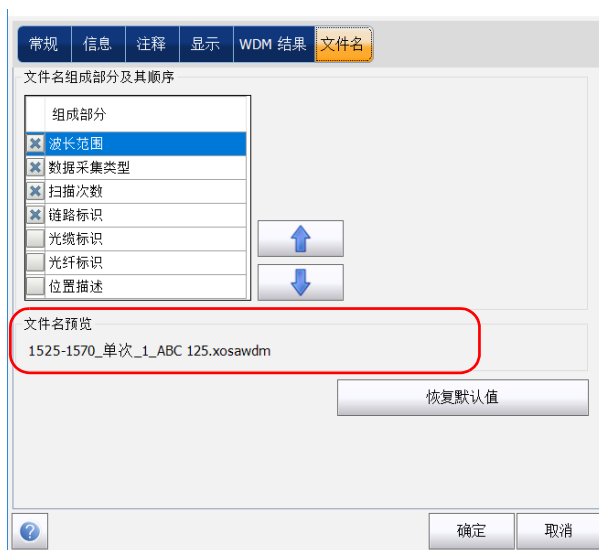 常规 信息 注释 显示 WDM 结果 文件名
文件名组成部分及其顺序
组成部分
波长范围
数据采集类型
扫描次数
链路标识
光缆标识
光纤标识
位置描述
文件名预览
1525-1570_单次_1_ABC 125.xosawdm
恢复默认值
确定 取消